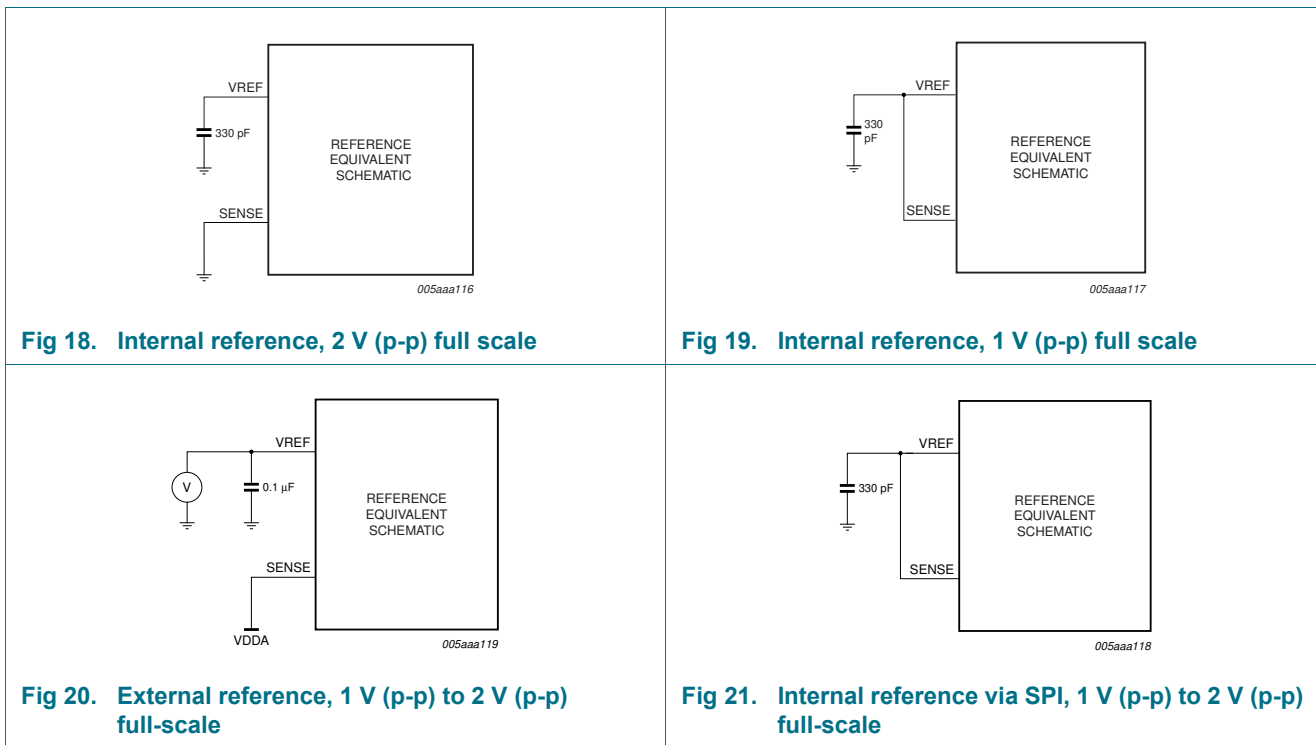 VREF
330 pF
REFERENCE
EQUIVALENT
SCHEMATIC
SENSE
005aaa116
Fig 18. Internal reference, 2 V (p-p) full scale
VREF
330
pF
REFERENCE
EQUIVALENT
SCHEMATIC
SENSE
005aaa117
Fig 19. Internal reference, 1 V (p-p) full scale
VREF
V
0.1 μF
REFERENCE
EQUIVALENT
SCHEMATIC
SENSE
VDDA
005aaa119
Fig 20. External reference, 1 V (p-p) to 2 V (p-p)
full-scale
VREF
330 pF
REFERENCE
EQUIVALENT
SCHEMATIC
SENSE
005aaa118
Fig 21. Internal reference via SPI, 1 V (p-p) to 2 V (p-p)
full-scale